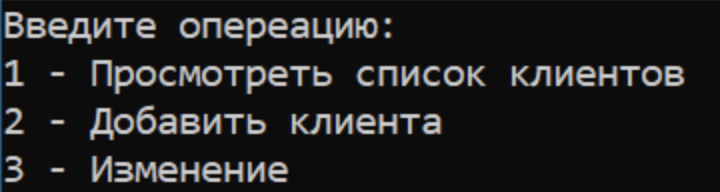 Введите опереацию:
1 - Просмотреть список клиентов
2 - Добавить клиента
3 - Изменение